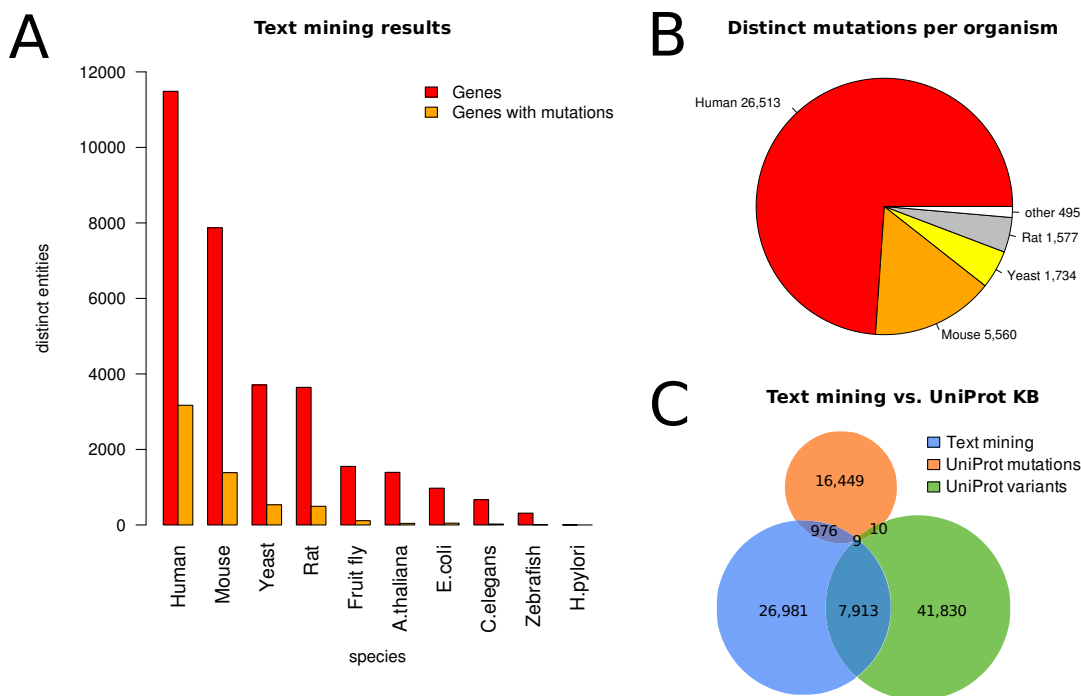 A
Text mining results
12000
10000
8000
6000
4000
2000
0
distinct entities
Genes
Genes with mutations
Human
Mouse
Yeast
Rat
Fruit fly
A.thaliana
E.coli
C.elegans
Zebrafish
H.pylori
species
B
Distinct mutations per organism
Human 26,513
other 495
Rat 1,577
Yeast 1,734
Mouse 5,560
C
Text mining vs. UniProt KB
Text mining
UniProt mutations
UniProt variants
16,449
976
10
9
26,981
7,913
41,830